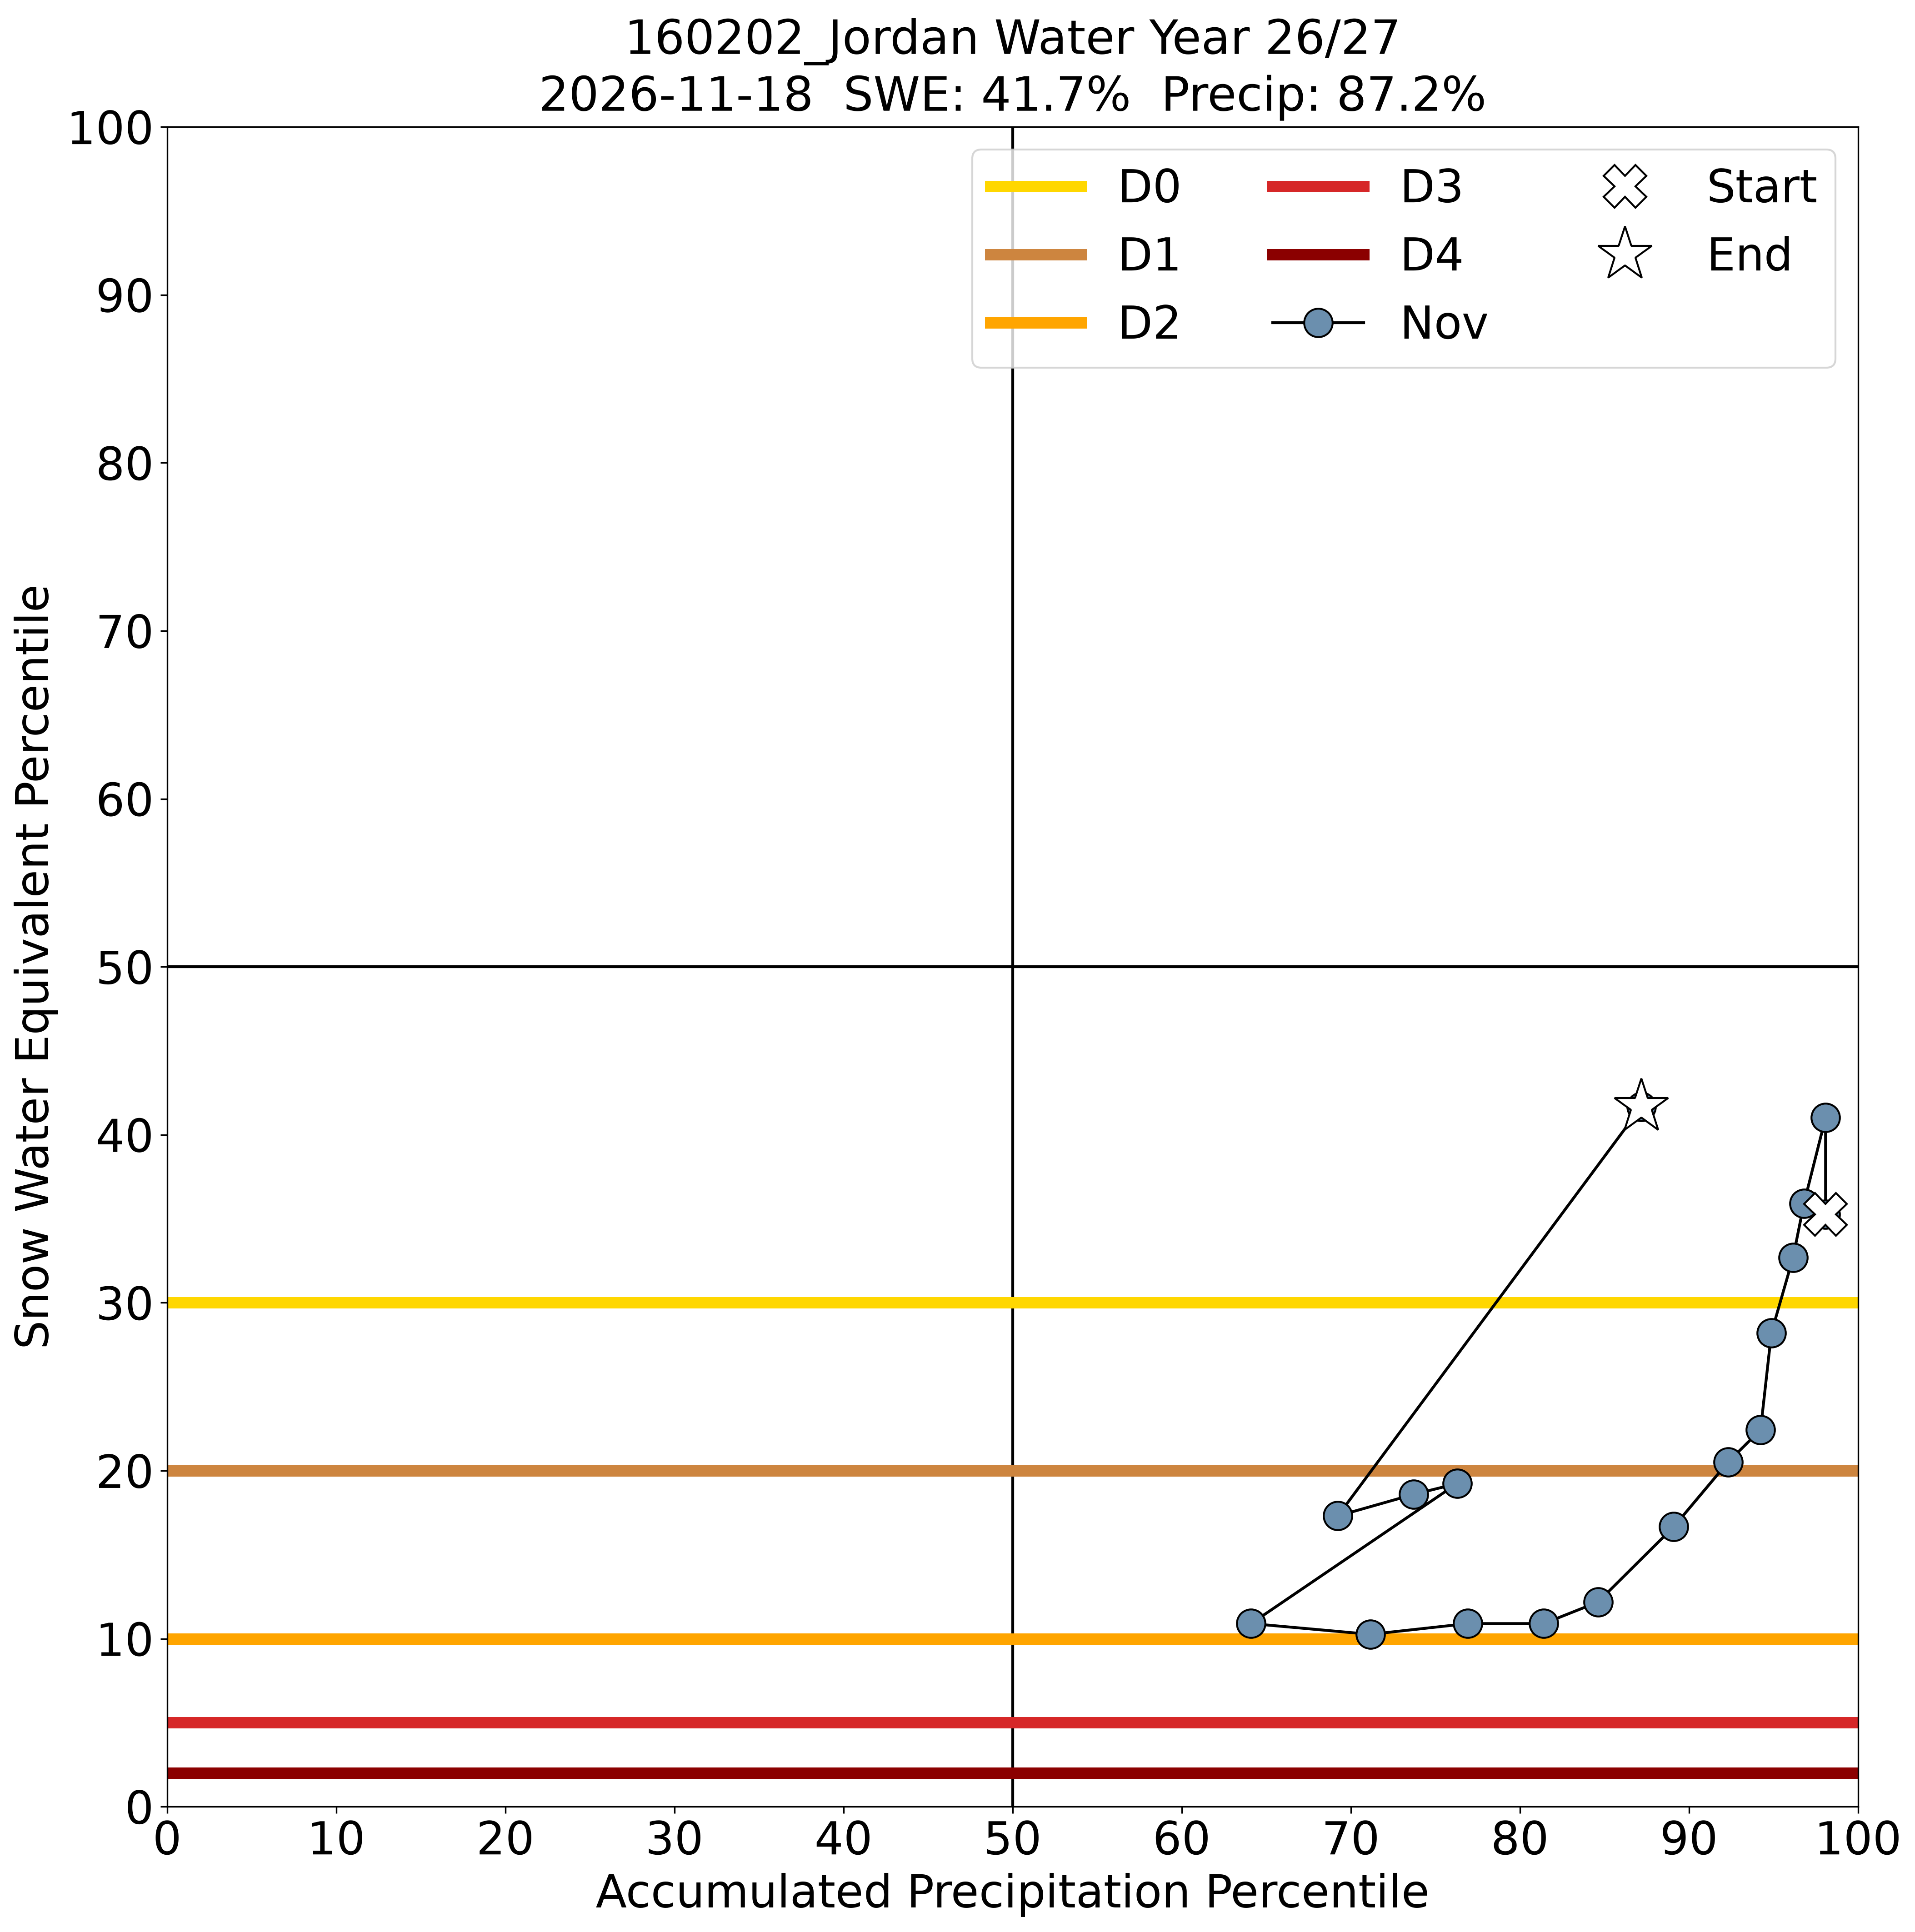 160202_Jordan Water Year 26/27
2026-11-18  SWE: 41.7%  Precip: 87.2%
100
90
80
70
60
50
40
30
20
10
0
Snow Water Equivalent Percentile
D0
D1
D2
D3
D4
Nov
Start
End
0 10 20 30 40 50 60 70 80 90 100
Accumulated Precipitation Percentile